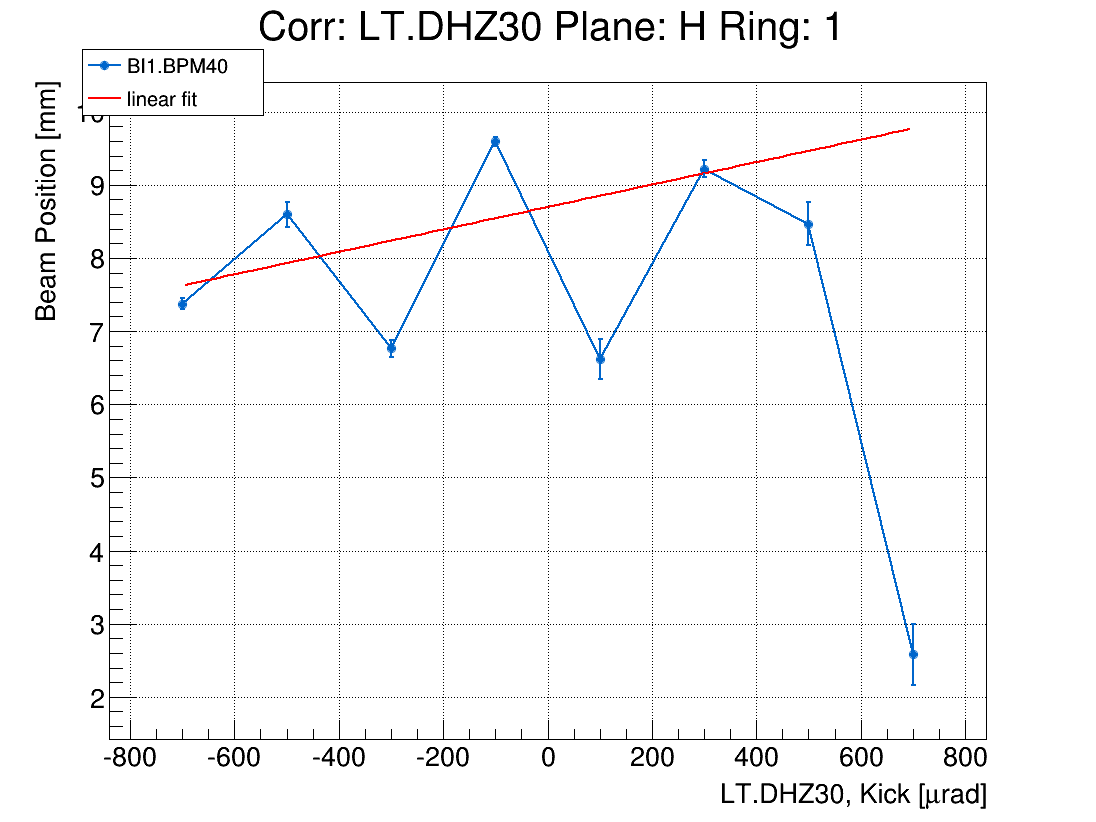 Corr: LT.DHZ30 Plane: H Ring: 1
BI1.BPM40
linear fit
Beam Position [mm]
10
9
8
7
6
5
4
3
2
-800 -600 -400 -200 0 200 400 600 800
LT.DHZ30, Kick [μrad]